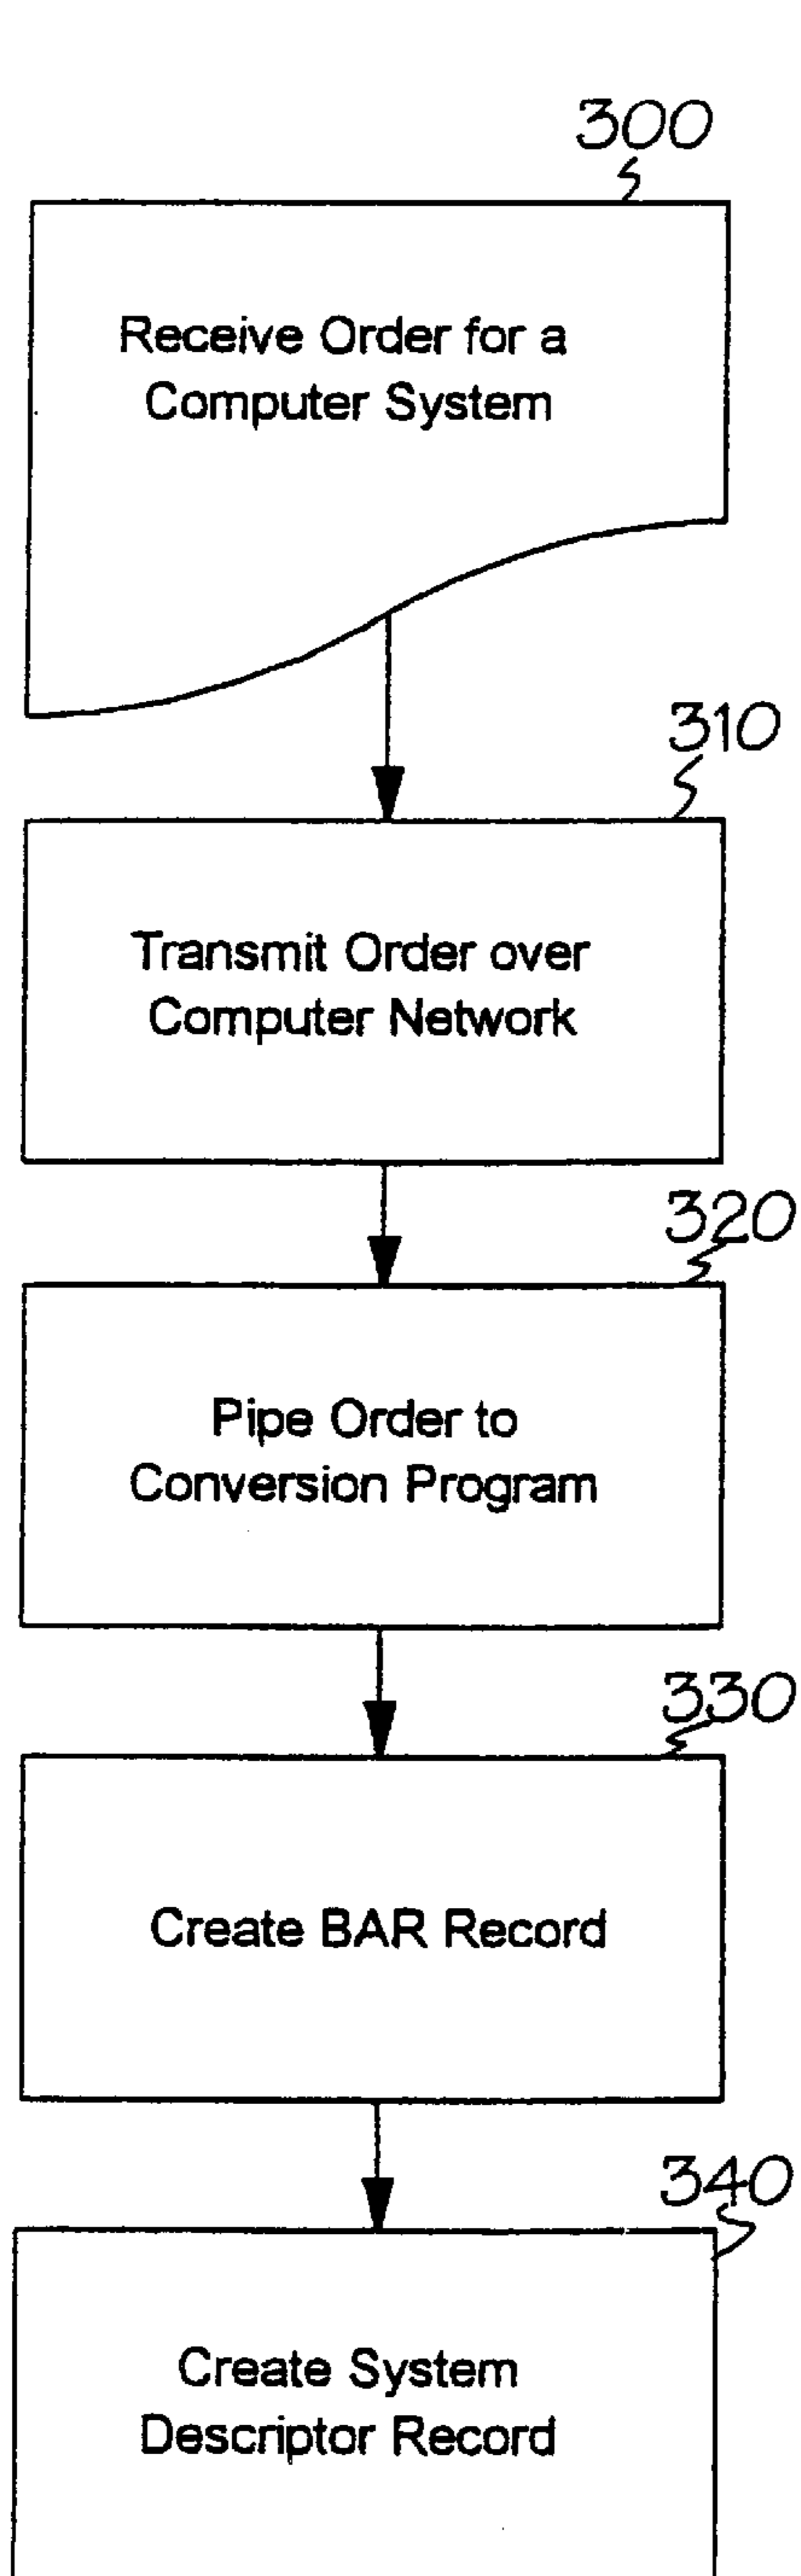 300
Receive Order for a
Computer System
310
Transmit Order over
Computer Network
320
Pipe Order to
Conversion Program
330
Create BAR Record
340
Create System
Descriptor Record